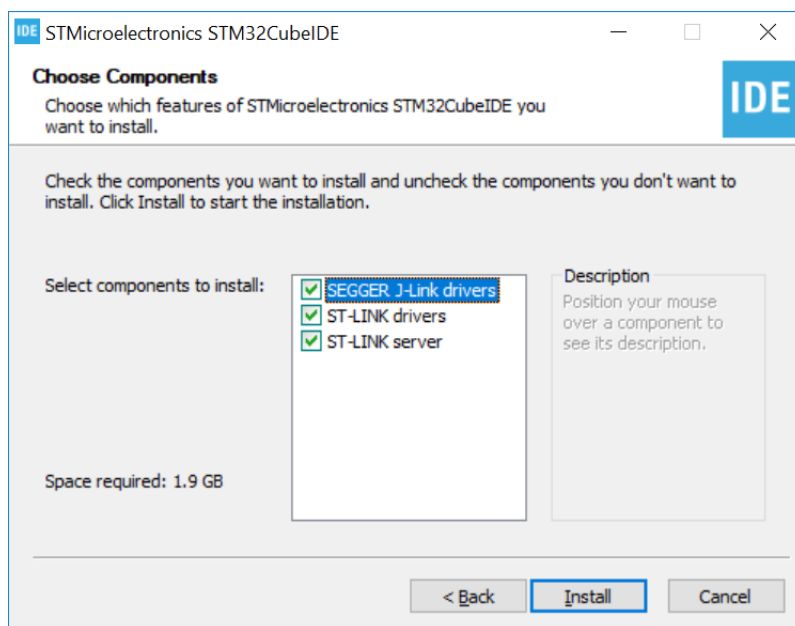 IDE STMicroelectronics STM32CubeIDE
Choose Components
Choose which features of STMicroelectronics STM32CubeIDE you
want to install.
IDE
Check the components you want to install and uncheck the components you don't want to
install. Click Install to start the installation.
Select components to install:
SEGGER J-Link drivers
ST-LINK drivers
ST-LINK server
Description
Position your mouse
over a component to
see its description.
Space required: 1.9 GB
< Back
Install
Cancel